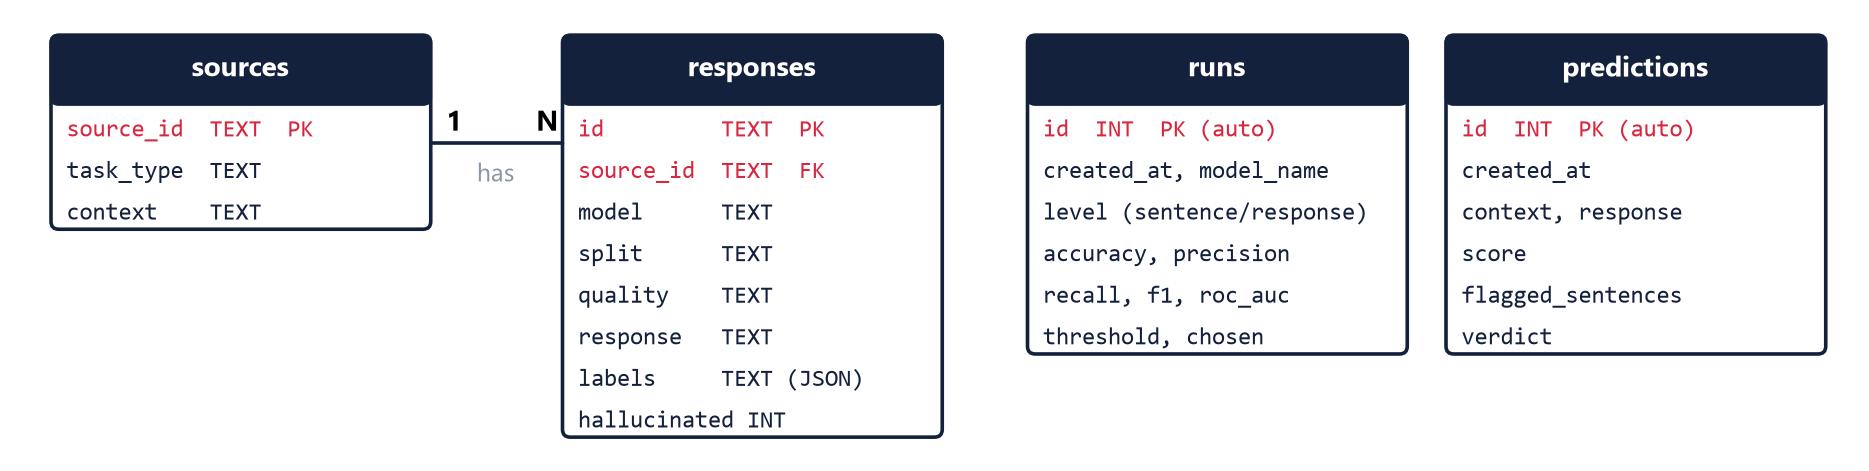 sources
source_id TEXT PK
task_type TEXT
context TEXT
1
N
has
responses
id TEXT PK
source_id TEXT FK
model TEXT
split TEXT
quality TEXT
response TEXT
labels TEXT (JSON)
hallucinated INT
runs
id INT PK (auto)
created_at, model_name
level (sentence/response)
accuracy, precision
recall, f1, roc_auc
threshold, chosen
predictions
id INT PK (auto)
created_at
context, response
score
flagged_sentences
verdict